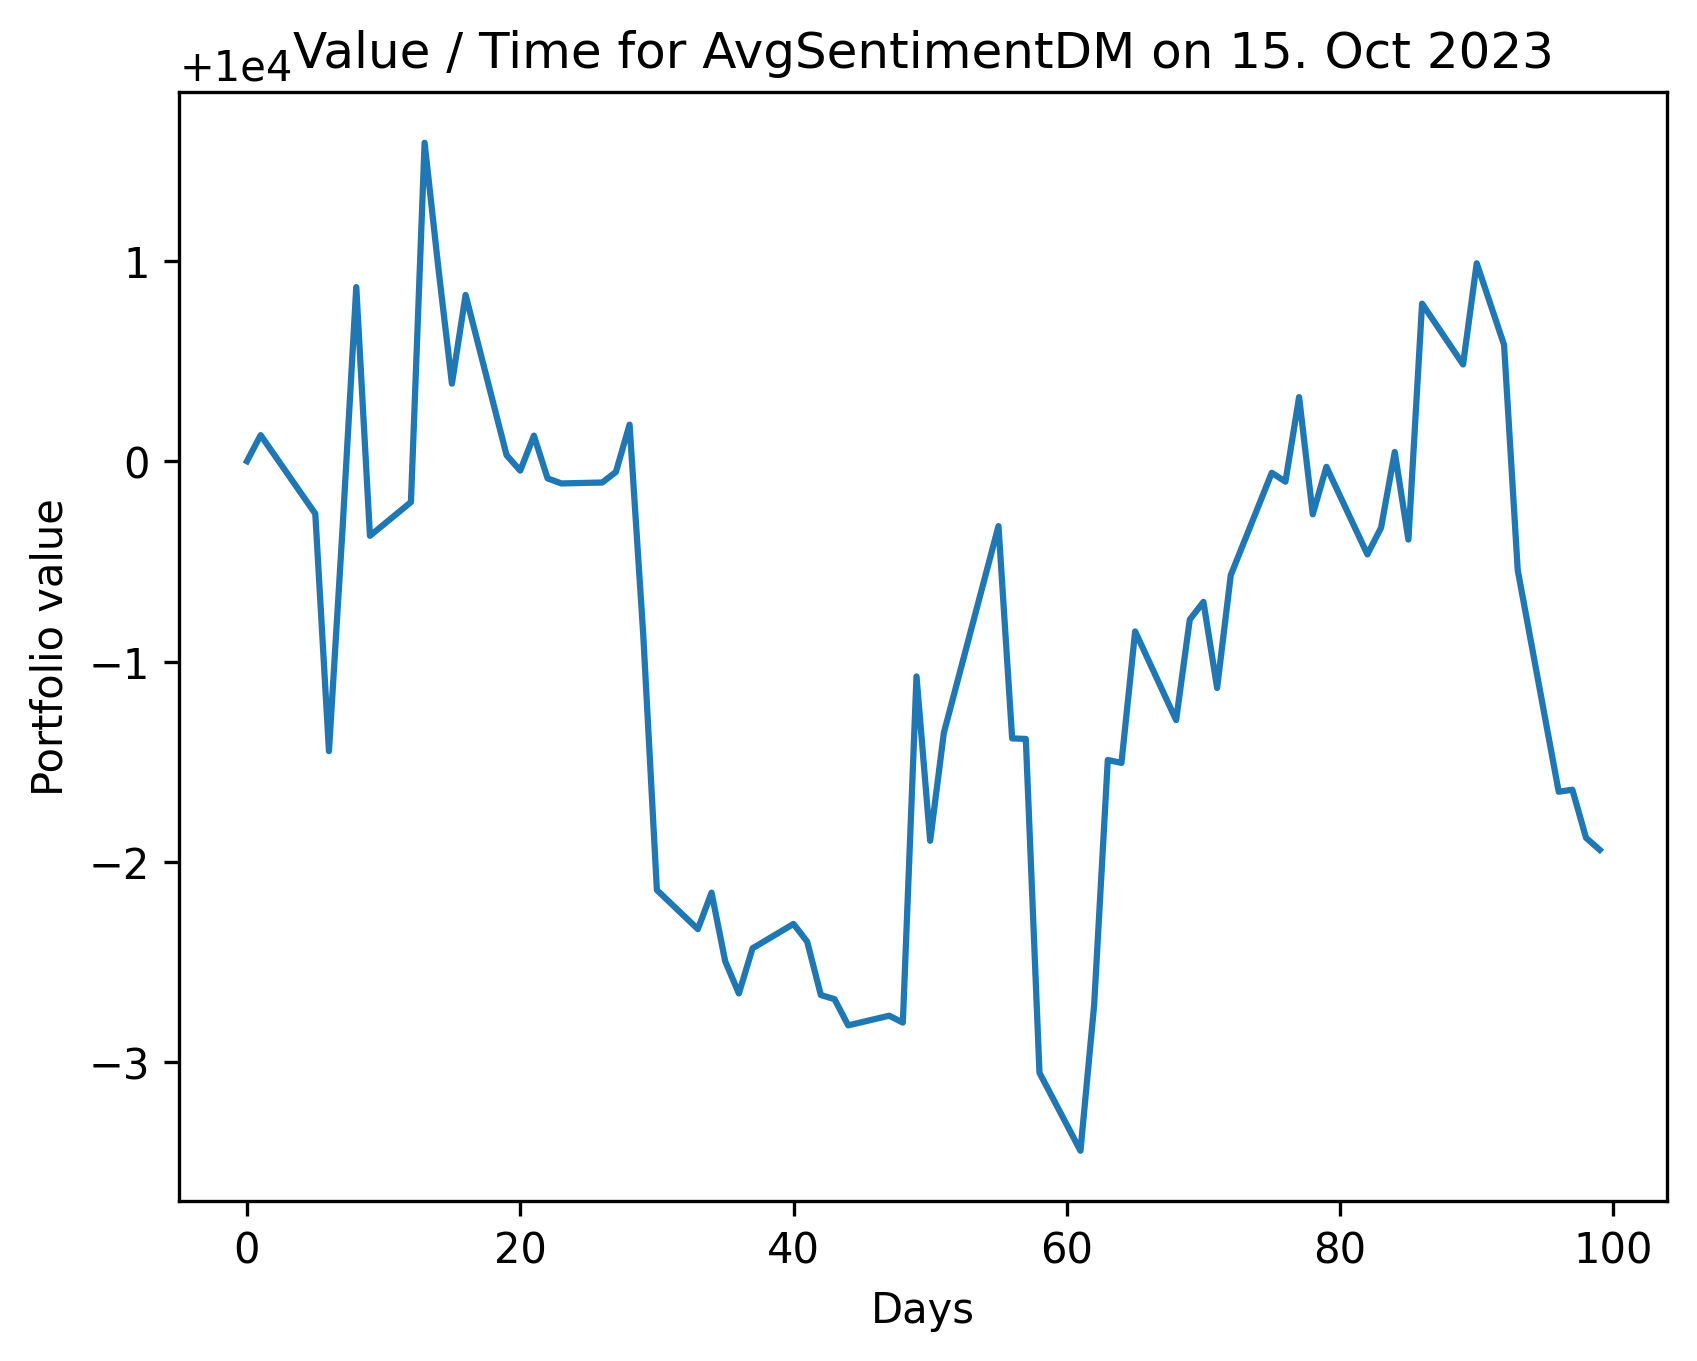 Value / Time for AvgSentimentDM on 15. Oct 2023
+1e4
1
0
−1
−2
−3
Portfolio value
0 20 40 60 80 100
Days